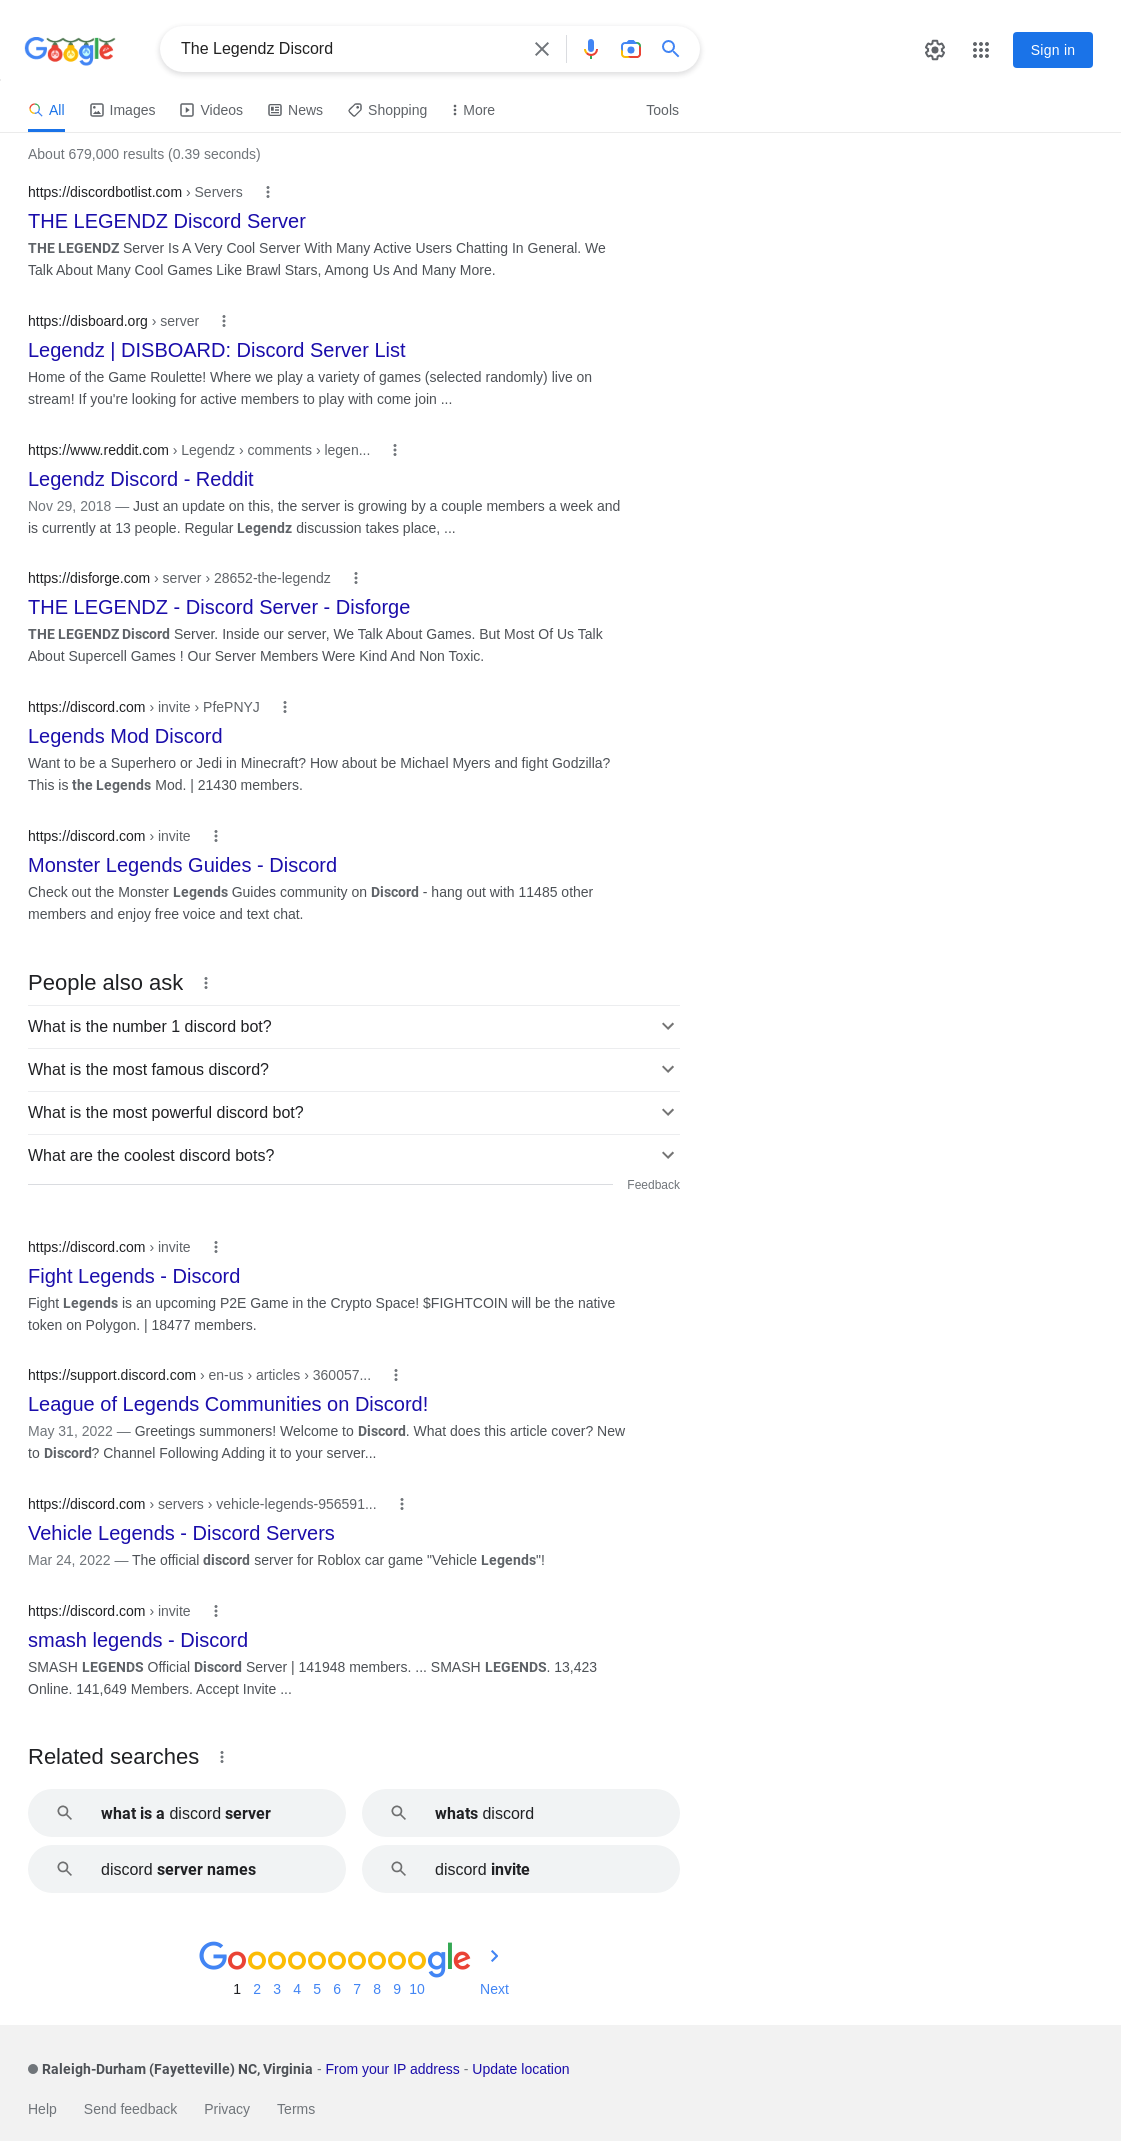 Google
The Legendz Discord
Sign in
All
Images
Videos
News
Shopping
More
Tools
About 679,000 results (0.39 seconds)
https://discordbotlist.com › Servers
THE LEGENDZ Discord Server
THE LEGENDZ Server Is A Very Cool Server With Many Active Users Chatting In General. We
Talk About Many Cool Games Like Brawl Stars, Among Us And Many More.
https://disboard.org › server
Legendz | DISBOARD: Discord Server List
Home of the Game Roulette! Where we play a variety of games (selected randomly) live on
stream! If you're looking for active members to play with come join ...
https://www.reddit.com › Legendz › comments › legen...
Legendz Discord - Reddit
Nov 29, 2018 — Just an update on this, the server is growing by a couple members a week and
is currently at 13 people. Regular Legendz discussion takes place, ...
https://disforge.com › server › 28652-the-legendz
THE LEGENDZ - Discord Server - Disforge
THE LEGENDZ Discord Server. Inside our server, We Talk About Games. But Most Of Us Talk
About Supercell Games ! Our Server Members Were Kind And Non Toxic.
https://discord.com › invite › PfePNYJ
Legends Mod Discord
Want to be a Superhero or Jedi in Minecraft? How about be Michael Myers and fight Godzilla?
This is the Legends Mod. | 21430 members.
https://discord.com › invite
Monster Legends Guides - Discord
Check out the Monster Legends Guides community on Discord - hang out with 11485 other
members and enjoy free voice and text chat.
People also ask
What is the number 1 discord bot?
What is the most famous discord?
What is the most powerful discord bot?
What are the coolest discord bots?
Feedback
https://discord.com › invite
Fight Legends - Discord
Fight Legends is an upcoming P2E Game in the Crypto Space! $FIGHTCOIN will be the native
token on Polygon. | 18477 members.
https://support.discord.com › en-us › articles › 360057...
League of Legends Communities on Discord!
May 31, 2022 — Greetings summoners! Welcome to Discord. What does this article cover? New
to Discord? Channel Following Adding it to your server...
https://discord.com › servers › vehicle-legends-956591...
Vehicle Legends - Discord Servers
Mar 24, 2022 — The official discord server for Roblox car game "Vehicle Legends"!
https://discord.com › invite
smash legends - Discord
SMASH LEGENDS Official Discord Server | 141948 members. ... SMASH LEGENDS. 13,423
Online. 141,649 Members. Accept Invite ...
Related searches
what is a discord server
whats discord
discord server names
discord invite
Goooooooooogle
1 2 3 4 5 6 7 8 9 10 Next
Raleigh-Durham (Fayetteville) NC, Virginia - From your IP address - Update location
Help Send feedback Privacy Terms